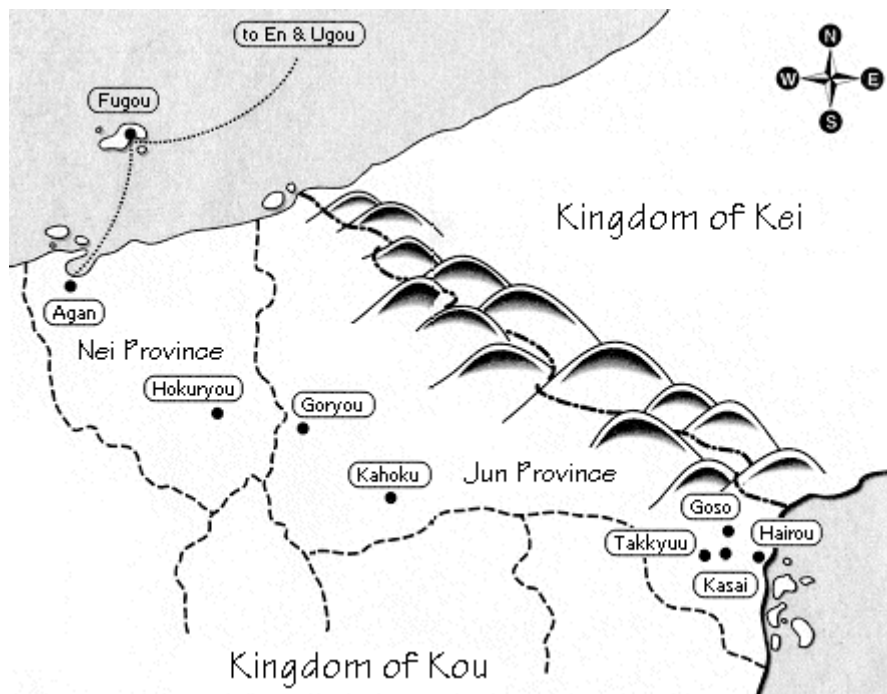 to En & Ugou
N
Fugou
W
E
S
Kingdom of Kei
Agan
Nei Province
Hokuryou
Goryou
Kahoku
Jun Province
Goso
Hairou
Takkyuu
Kasai
Kingdom of Kou